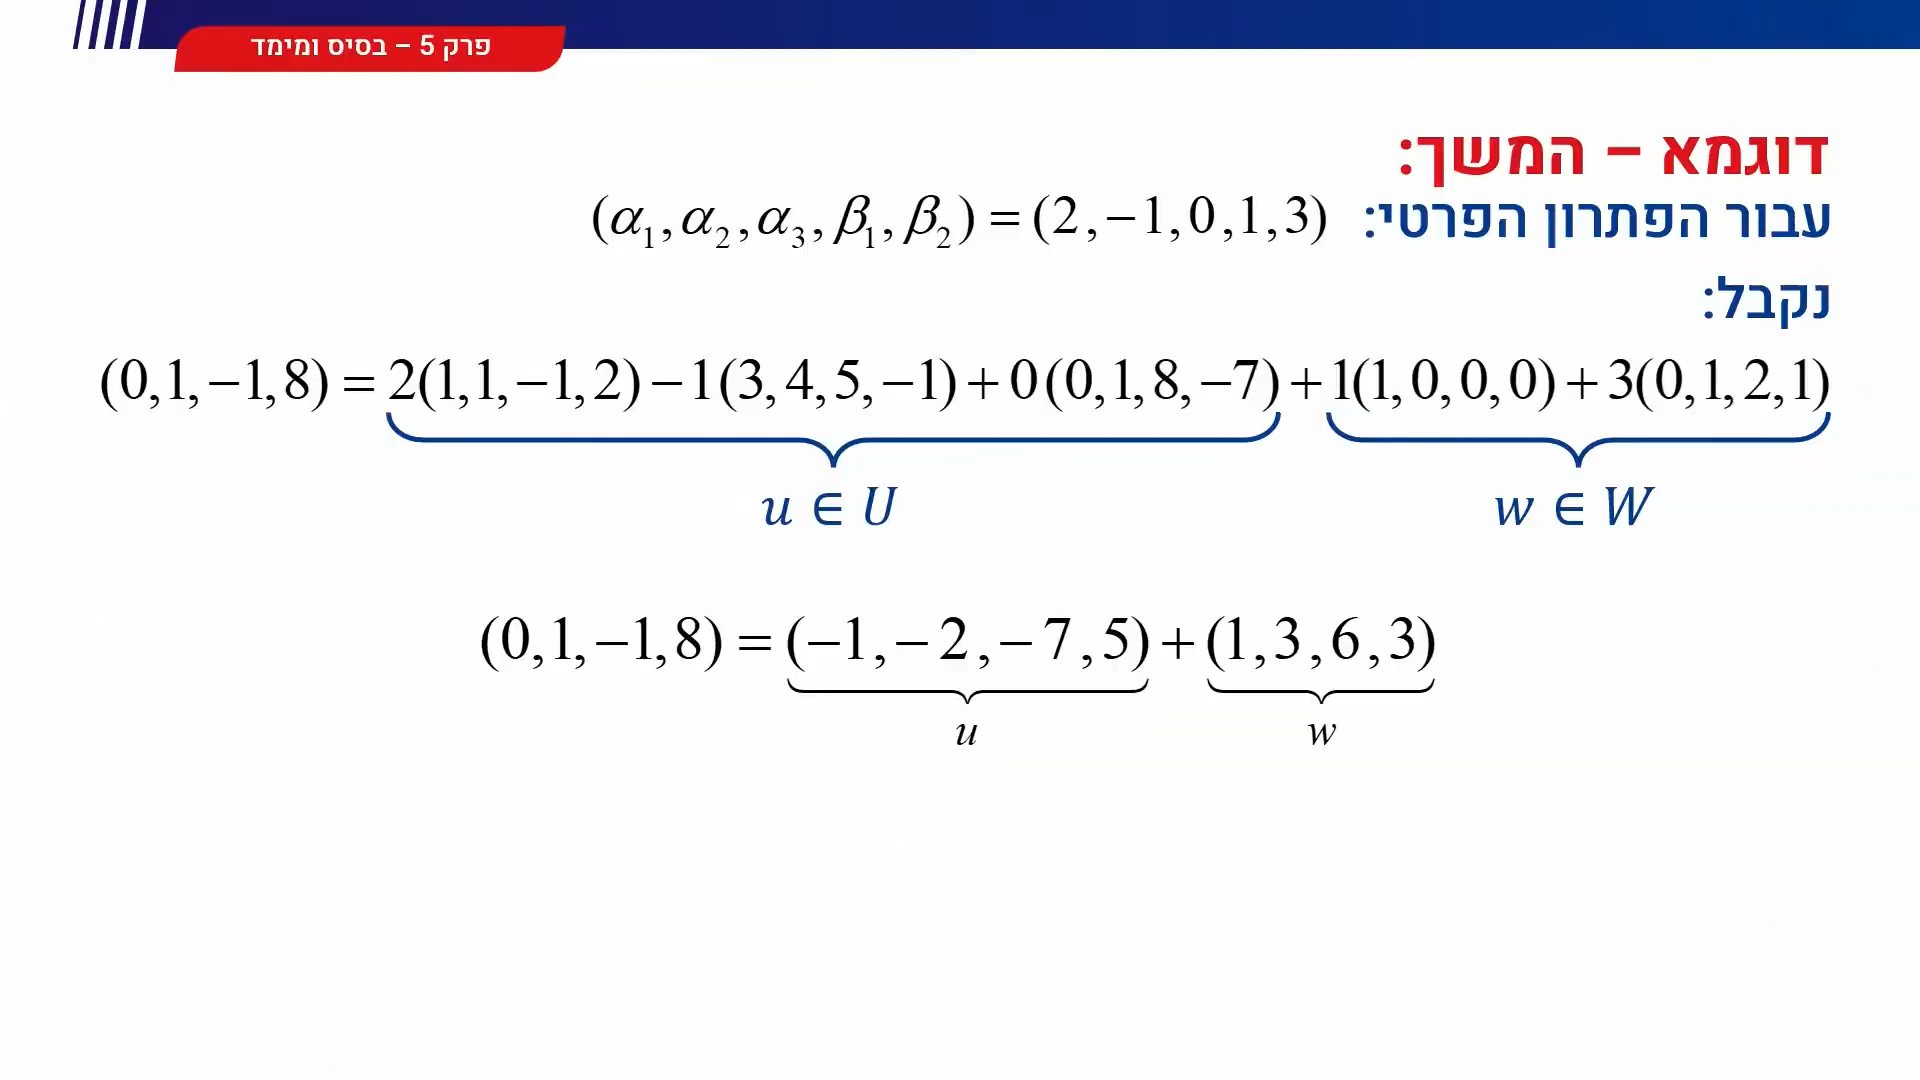 פרק 5 – בסיס ומימד
דוגמא – המשך:
עבור הפתרון הפרטי: (α₁, α₂, α₃, β₁, β₂) = (2, −1, 0, 1, 3)
נקבל:
(0, 1, −1, 8) = 2(1, 1, −1, 2) − 1(3, 4, 5, −1) + 0(0, 1, 8, −7) + 1(1, 0, 0, 0) + 3(0, 1, 2, 1)
u ∈ U w ∈ W
(0, 1, −1, 8) = (−1, −2, −7, 5) + (1, 3, 6, 3)
u w